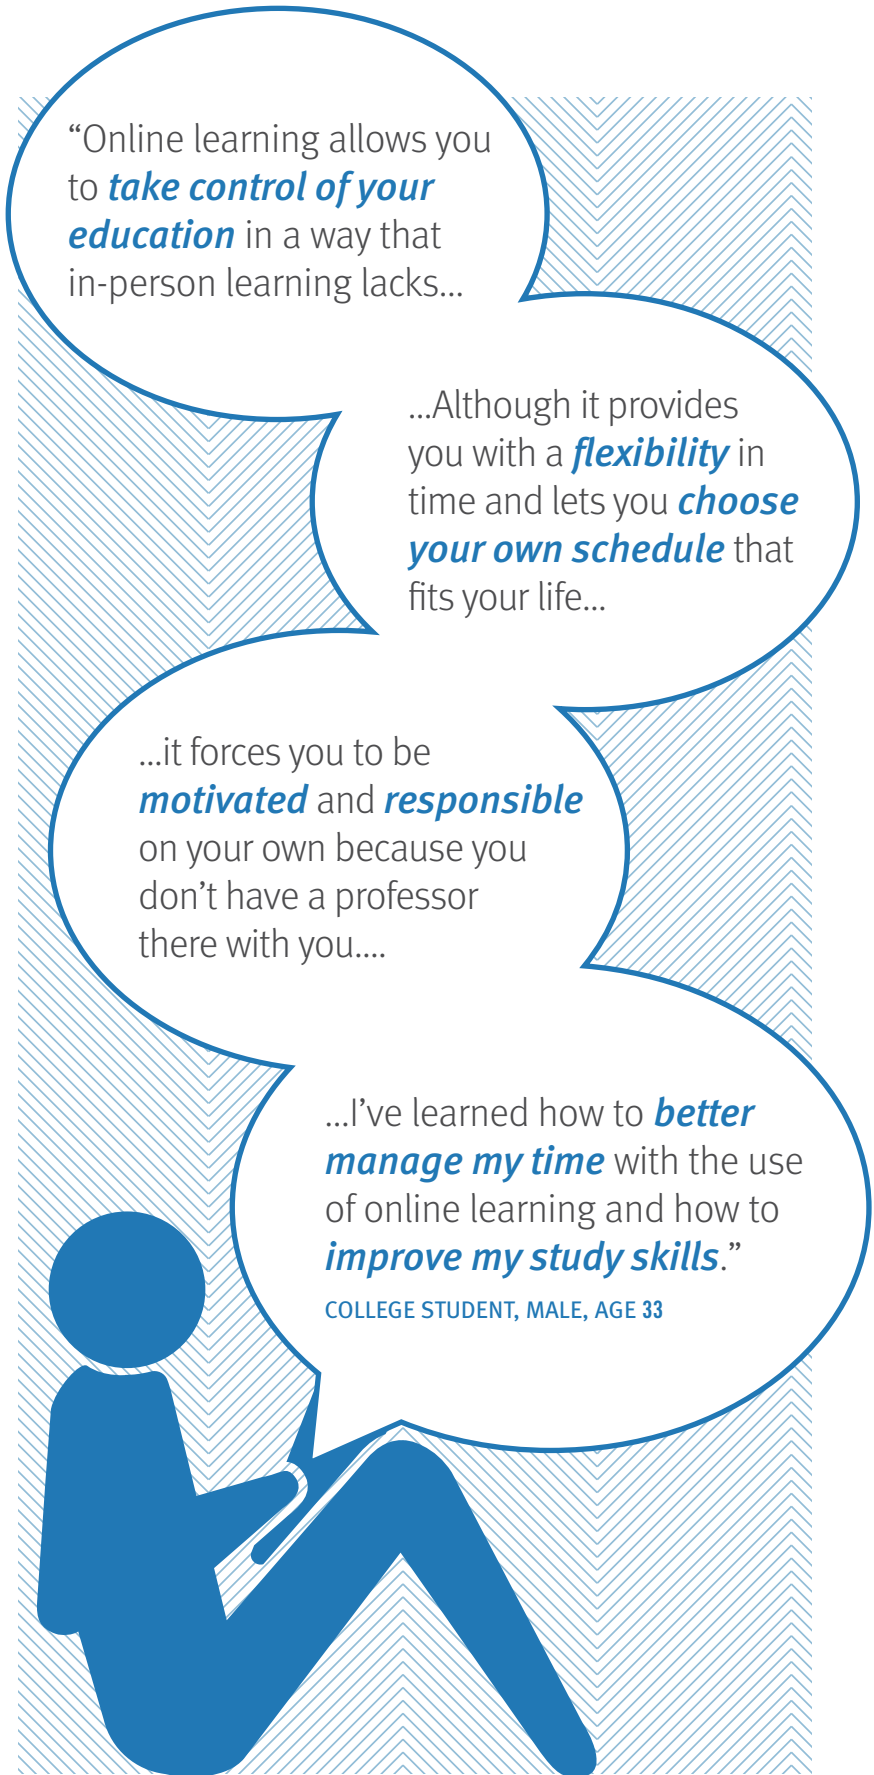 “Online learning allows you
to take control of your
education in a way that
in-person learning lacks...
...Although it provides
you with a flexibility in
time and lets you choose
your own schedule that
fits your life...
...it forces you to be
motivated and responsible
on your own because you
don’t have a professor
there with you....
...I’ve learned how to better
manage my time with the use
of online learning and how to
improve my study skills.”
COLLEGE STUDENT, MALE, AGE 33